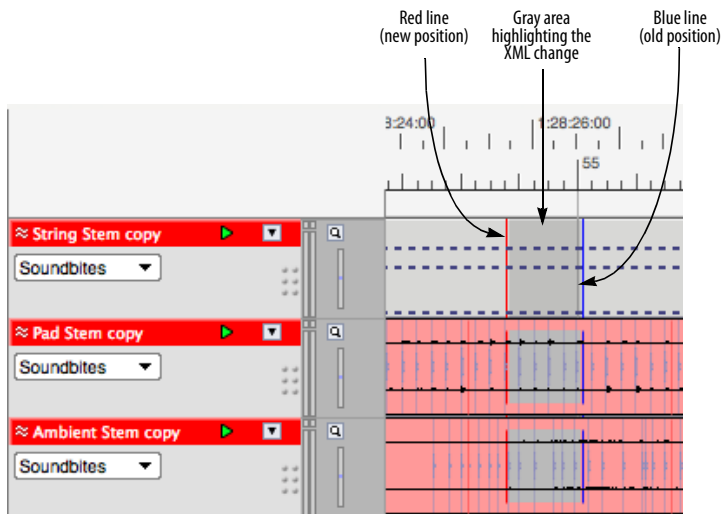 Red line
(new position)
Gray area
highlighting the
XML change
Blue line
(old position)
3:24:00
1:28:26:00
55
String Stem copy
Soundbites
Pad Stem copy
Soundbites
Ambient Stem copy
Soundbites